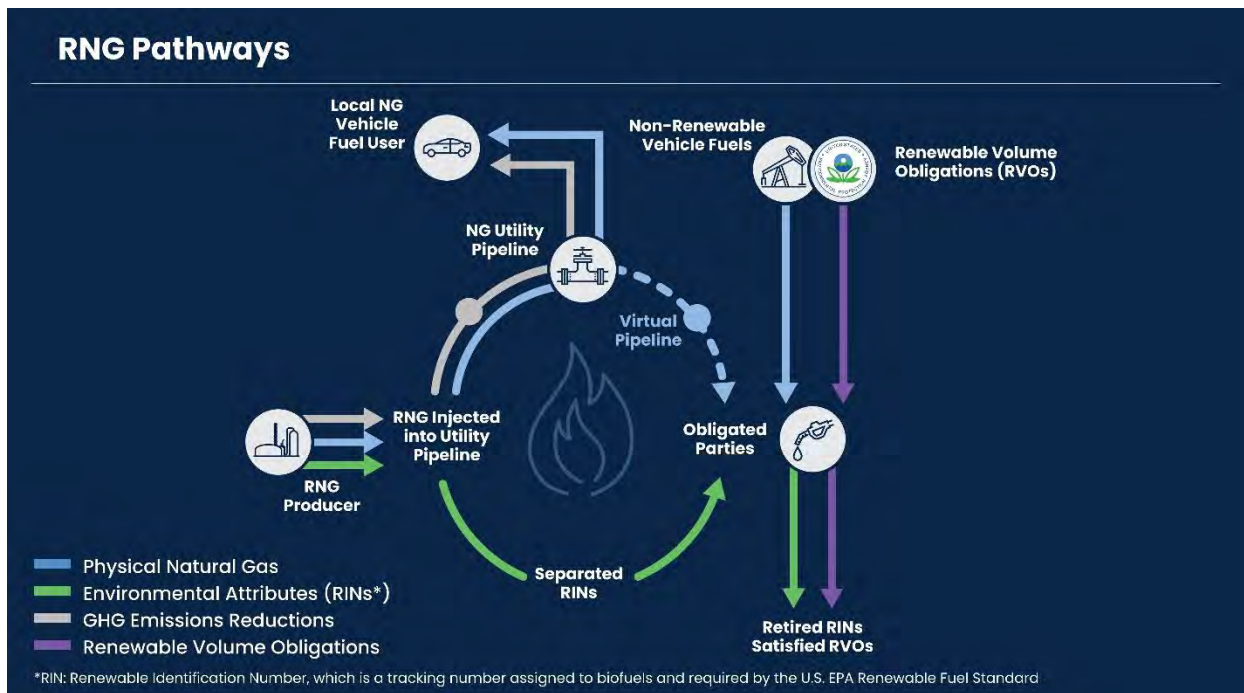 RNG Pathways
Local NG
Vehicle
Fuel User
Non-Renewable
Vehicle Fuels
Renewable Volume
Obligations (RVOs)
NG Utility
Pipeline
Virtual
Pipeline
RNG Injected
into Utility
Pipeline
Obligated
Parties
RNG
Producer
Separated
RINs
Retired RINs
Satisfied RVOs
Physical Natural Gas
Environmental Attributes (RINs*)
GHG Emissions Reductions
Renewable Volume Obligations
*RIN: Renewable Identification Number, which is a tracking number assigned to biofuels and required by the U.S. EPA Renewable Fuel Standard